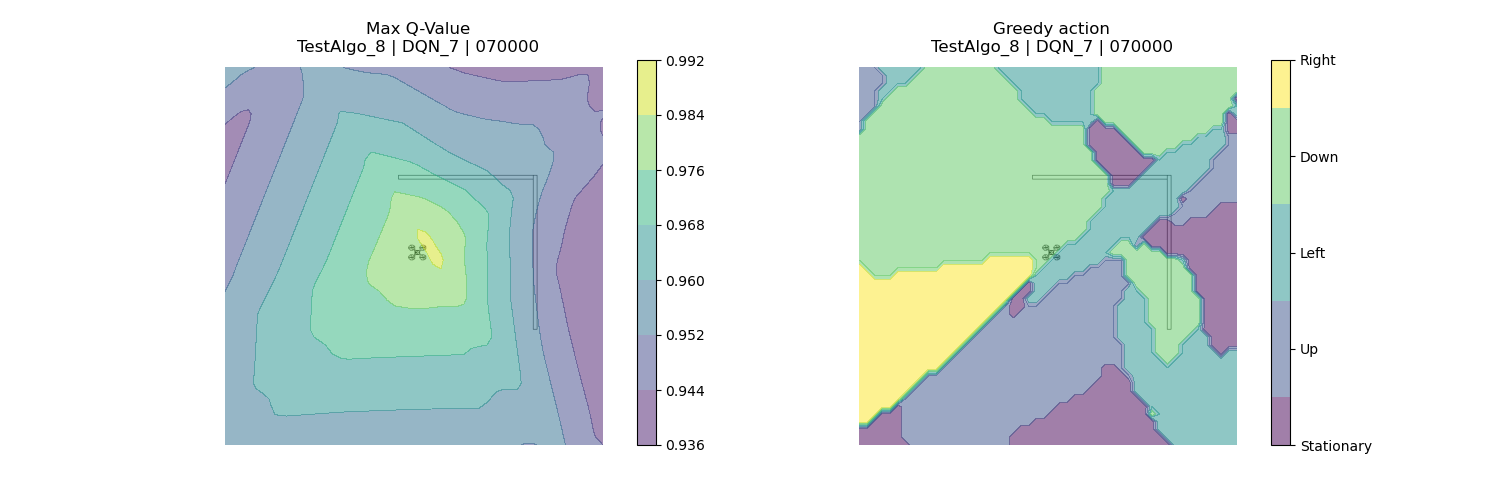 Max Q-Value
TestAlgo_8 | DQN_7 | 070000
0.992
0.984
0.976
0.968
0.960
0.952
0.944
0.936
Greedy action
TestAlgo_8 | DQN_7 | 070000
Right
Down
Left
Up
Stationary